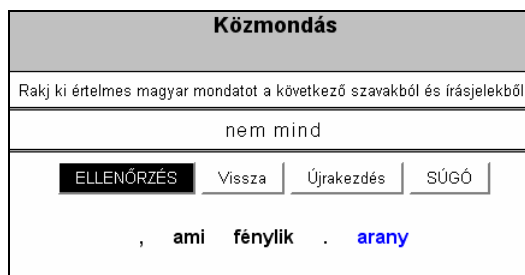 Közmondás
Rakj ki értelmes magyar mondatot a következő szavakból és írásjelekből
nem mind
ELLENŐRZÉS Vissza Újrakezdés SÚGÓ
, ami fénylik . arany